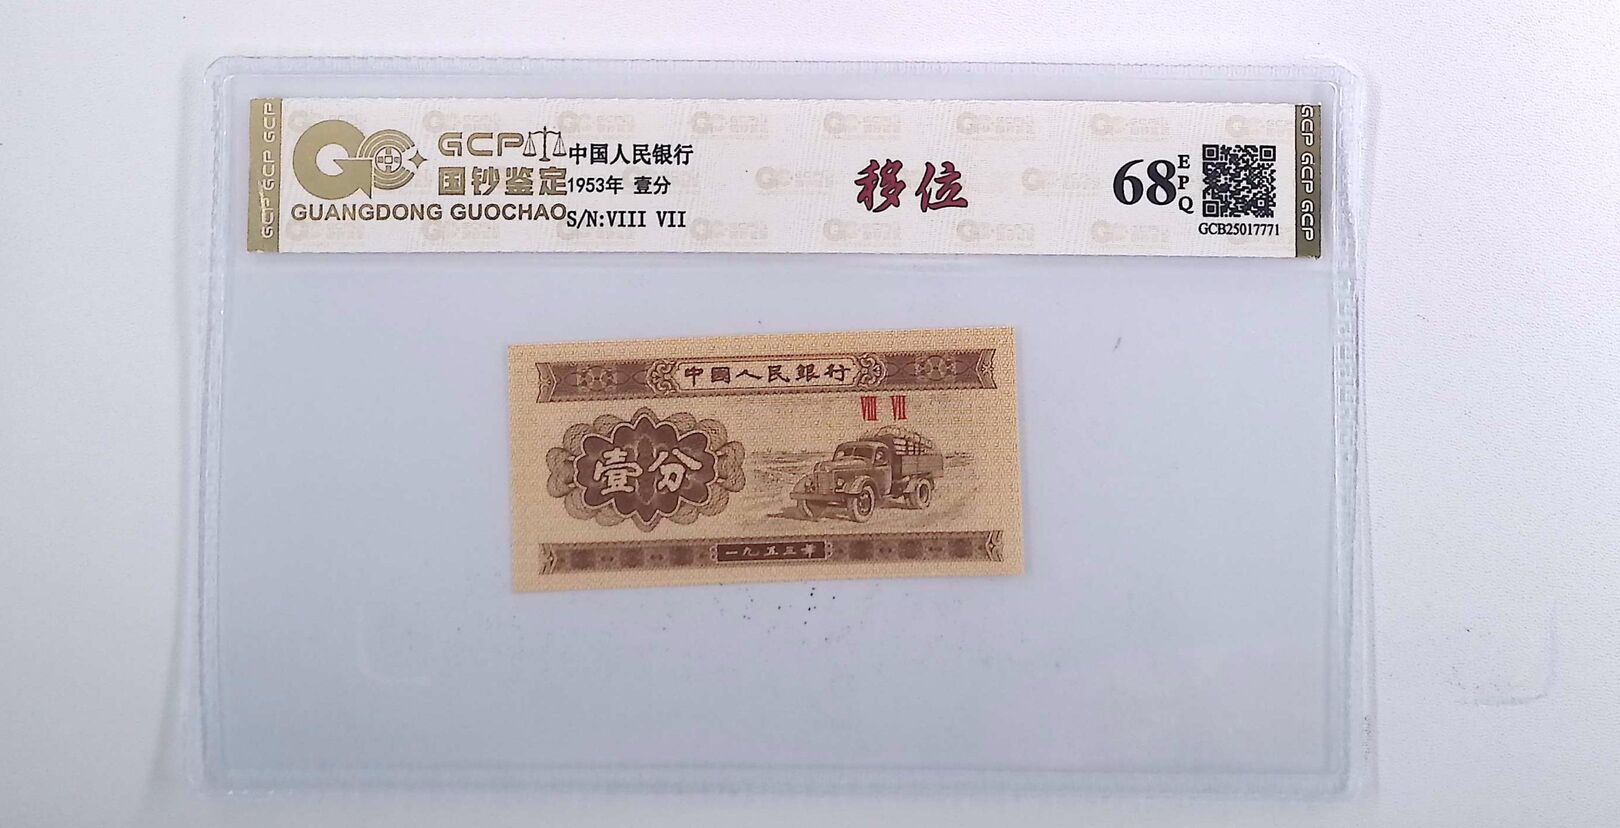 GCP
国钞鉴定
GUANGDONG GUOCHAO
中国人民银行
1953年 壹分
S/N:VIII VII
移位
68
EPQ
GCB25017771
GCP GCP GCP
GCP GCP GCP
中國人民銀行
VIII VII
壹分
一九五三年